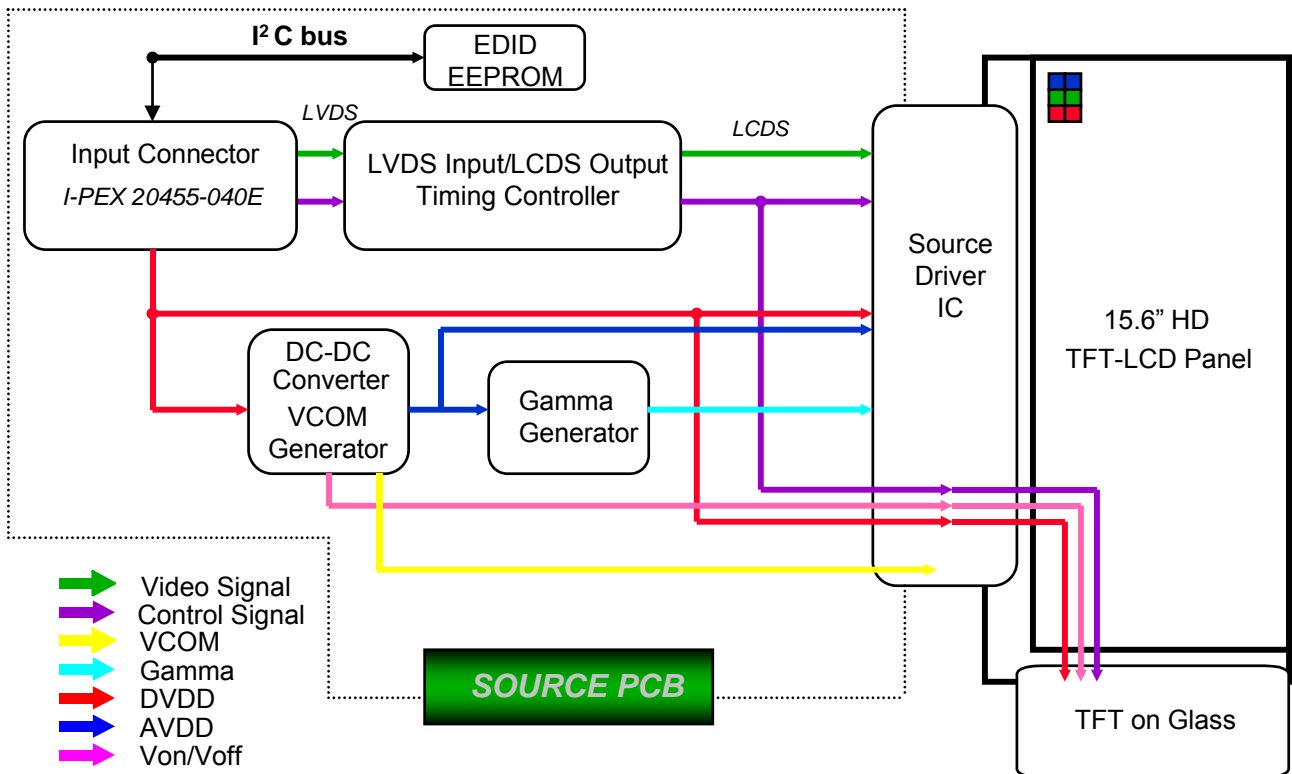 I² C bus
EDID
EEPROM
LVDS
LCDS
Input Connector
I-PEX 20455-040E
LVDS Input/LCDS Output
Timing Controller
Source
Driver
IC
15.6” HD
TFT-LCD Panel
DC-DC
Converter
VCOM
Generator
Gamma
Generator
Video Signal
Control Signal
VCOM
Gamma
DVDD
AVDD
Von/Voff
SOURCE PCB
TFT on Glass